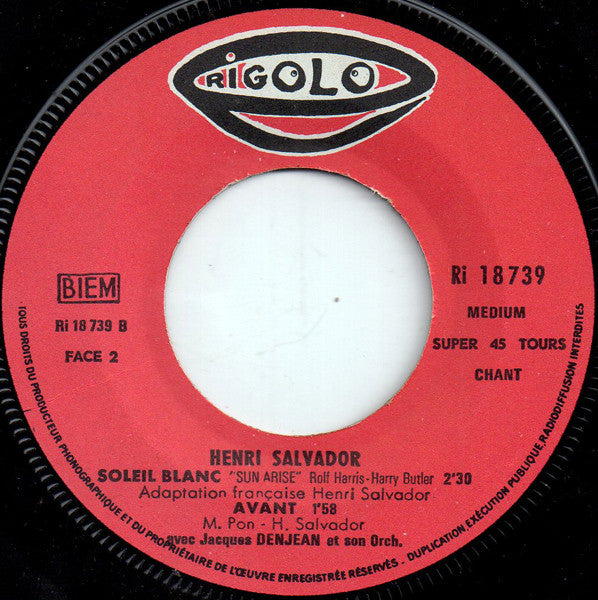 RIGOLO
BIEM
Ri 18 739 B
FACE 2
Ri 18739
MEDIUM
SUPER 45 TOURS
CHANT
HENRI SALVADOR
SOLEIL BLANC "SUN ARISE" Rolf Harris-Harry Butler 2'30
Adaptation française Henri Salvador
AVANT 1'58
M. Pon - H. Salvador
avec Jacques DENJEAN et son Orch.
TOUS DROITS DU PRODUCTEUR PHONOGRAPHIQUE ET DU PROPRIÉTAIRE DE L'ŒUVRE ENREGISTRÉE RÉSERVÉS - DUPLICATION, EXÉCUTION PUBLIQUE, RADIODIFFUSION INTERDITES